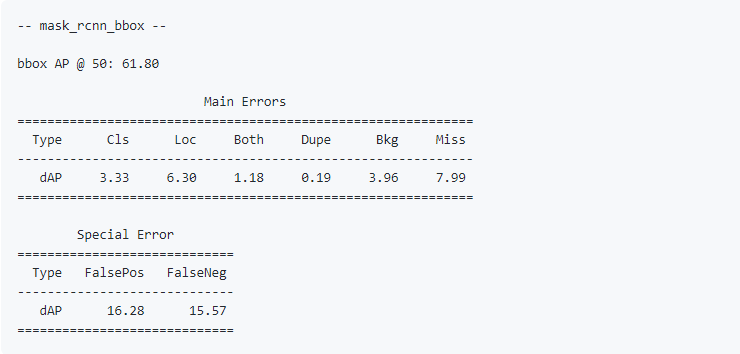 -- mask_rcnn_bbox --
bbox AP @ 50: 61.80
Main Errors
=============================================================
Type Cls Loc Both Dupe Bkg Miss
-------------------------------------------------------------
dAP 3.33 6.30 1.18 0.19 3.96 7.99
=============================================================
Special Error
=============================
Type FalsePos FalseNeg
-----------------------------
dAP 16.28 15.57
=============================